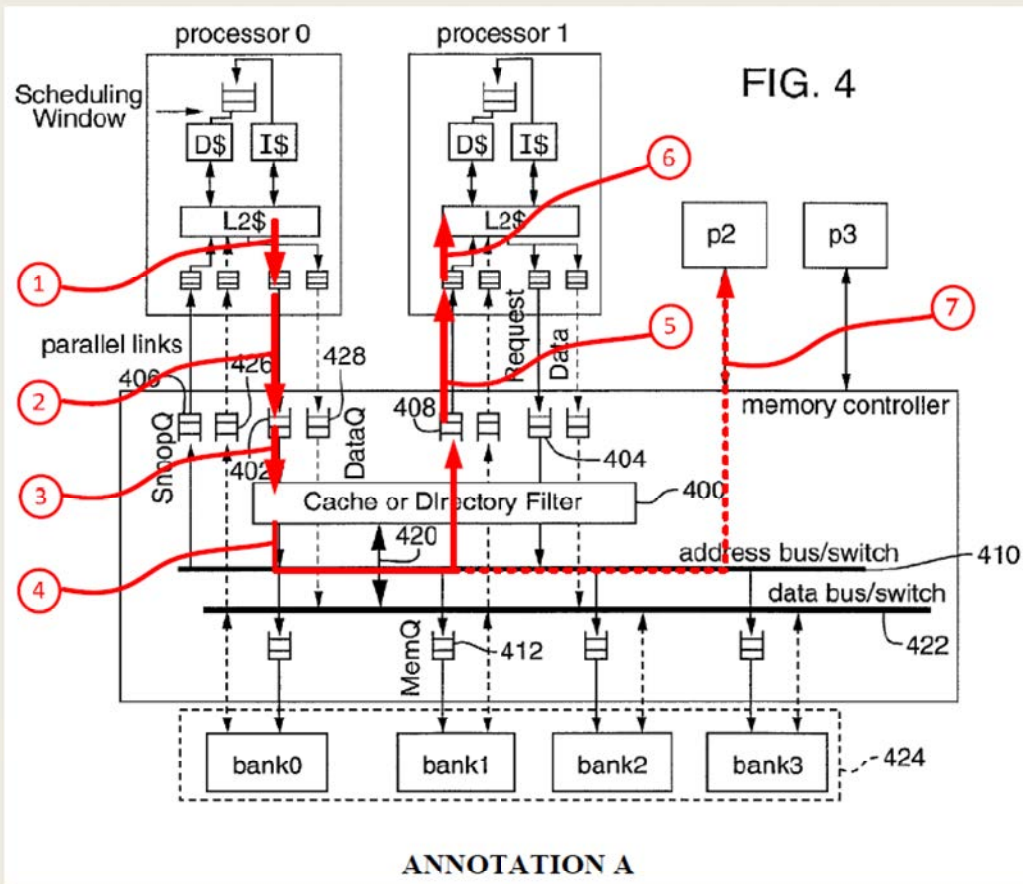 processor 0
processor 1
FIG. 4
Scheduling
Window
D$
I$
D$
I$
6
L2$
L2$
p2
p3
1
Request
Data
5
7
parallel links
428
2
406
426
408
memory controller
SnoopQ
402
DataQ
404
3
Cache or DIrectory Filter
400
420
4
address bus/switch
410
data bus/switch
422
MemQ
412
bank0
bank1
bank2
bank3
424
ANNOTATION A